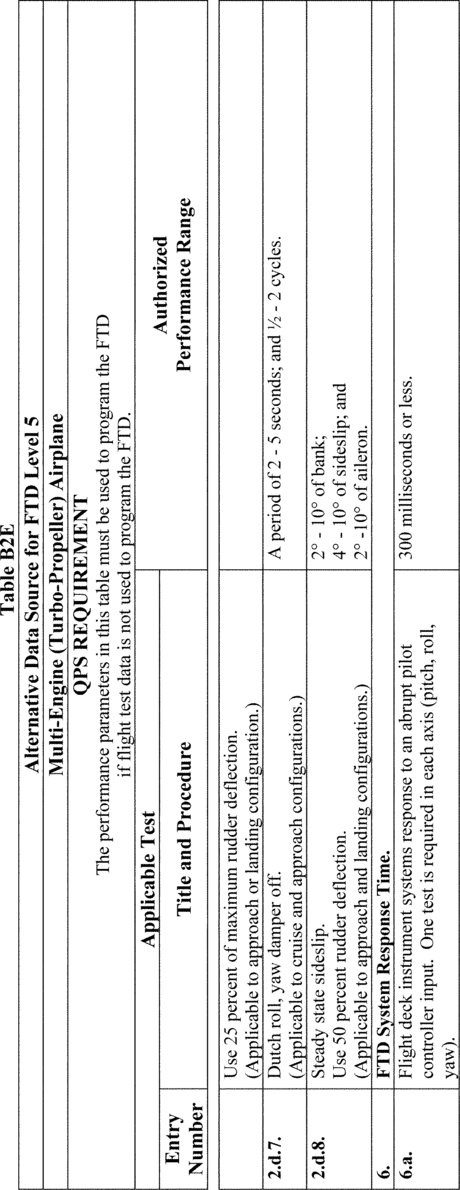 Table B2E
Alternative Data Source for FTD Level 5
Multi-Engine (Turbo-Propeller) Airplane
QPS REQUIREMENT
The performance parameters in this table must be used to program the FTD
if flight test data is not used to program the FTD.
Applicable Test
Authorized
Performance Range
Entry
Number
Title and Procedure
Use 25 percent of maximum rudder deflection.
(Applicable to approach or landing configuration.)
2.d.7.
Dutch roll, yaw damper off.
(Applicable to cruise and approach configurations.)
A period of 2 - 5 seconds; and ½ - 2 cycles.
2.d.8.
Steady state sideslip.
Use 50 percent rudder deflection.
(Applicable to approach and landing configurations.)
2° - 10° of bank;
4° - 10° of sideslip; and
2° -10° of aileron.
6.
FTD System Response Time.
6.a.
Flight deck instrument systems response to an abrupt pilot
controller input. One test is required in each axis (pitch, roll,
yaw).
300 milliseconds or less.